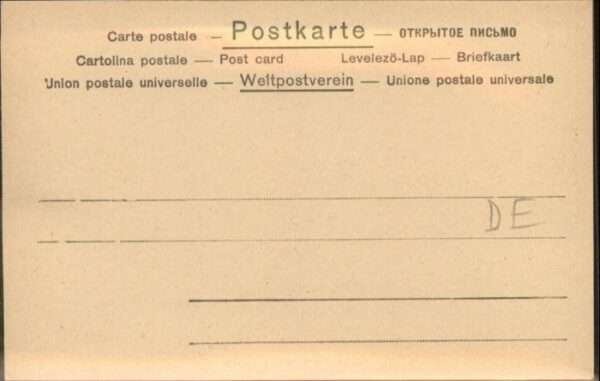 Carte postale — Postkarte — ОТКРЫТОЕ ПИСЬМО
Cartolina postale — Post card Levelező-Lap — Briefkaart
Union postale universelle — Weltpostverein — Unione postale universale
DE